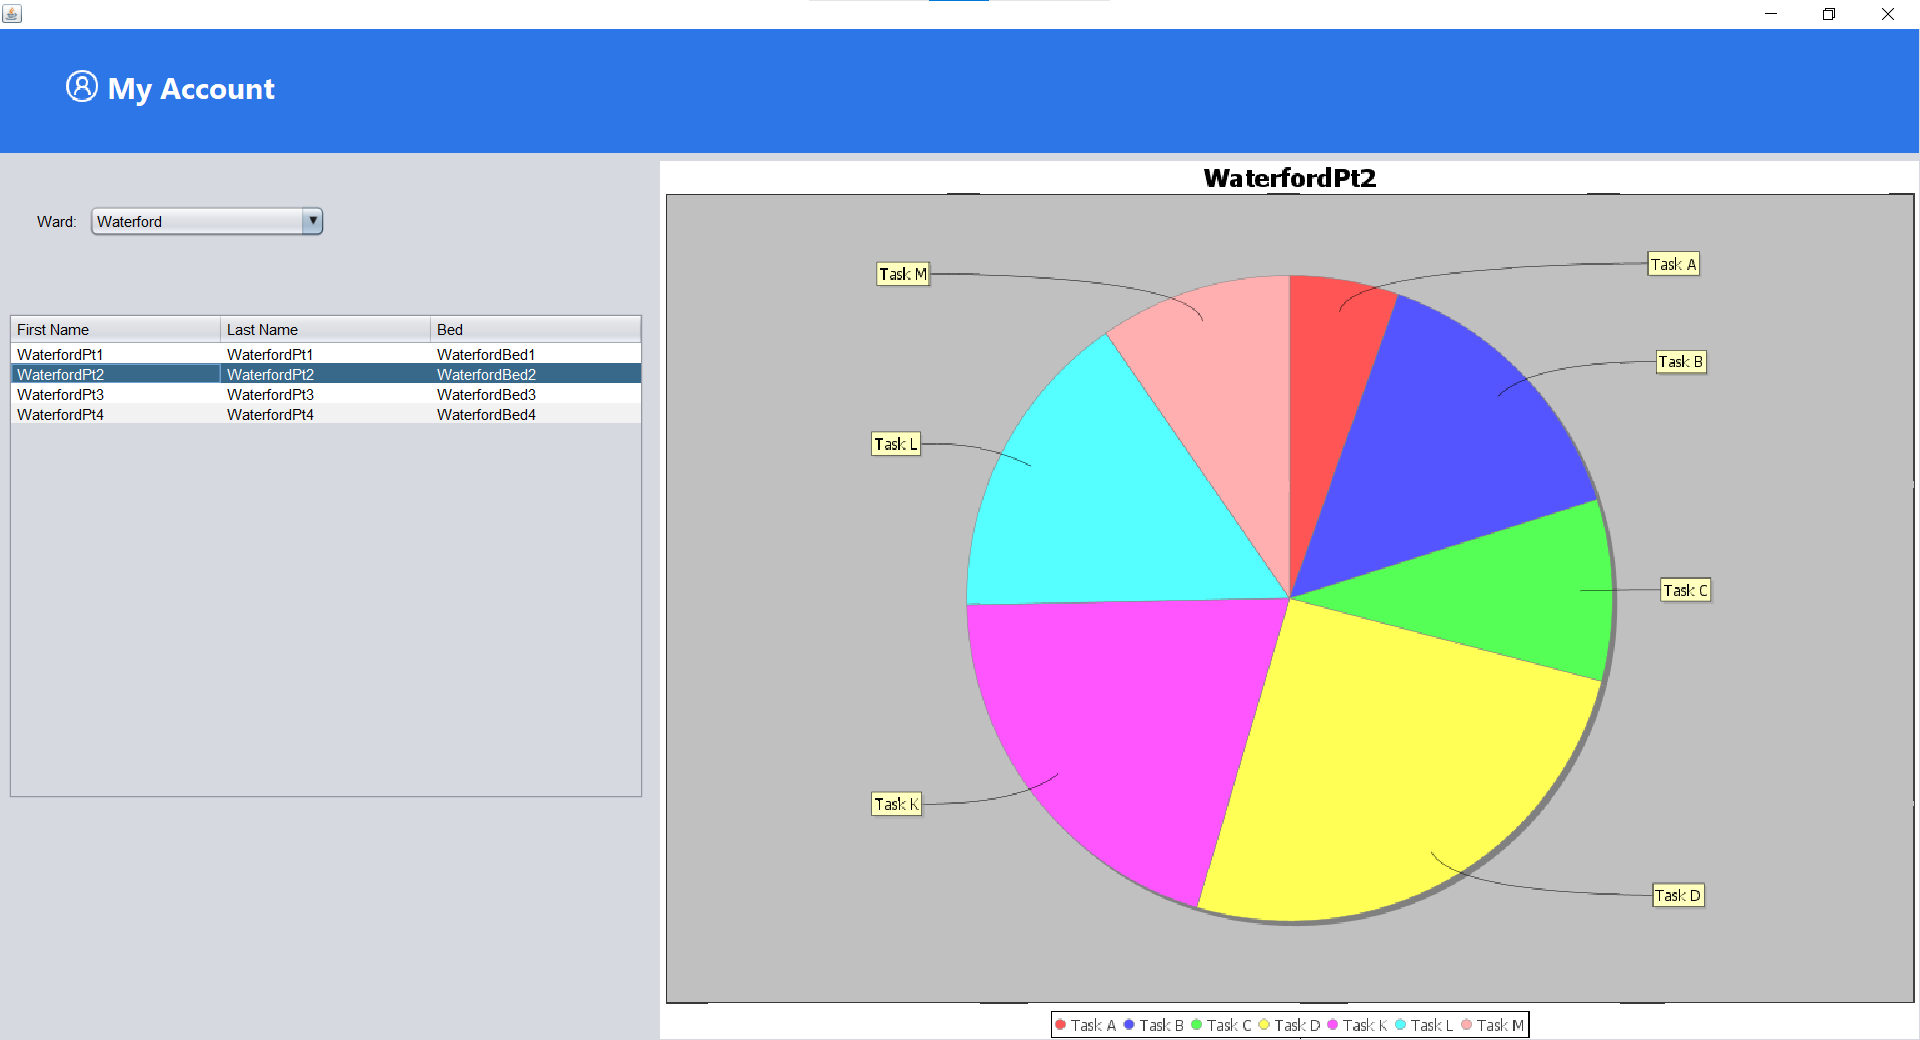 My Account
Ward: Waterford
First Name Last Name Bed
WaterfordPt1 WaterfordPt1 WaterfordBed1
WaterfordPt2 WaterfordPt2 WaterfordBed2
WaterfordPt3 WaterfordPt3 WaterfordBed3
WaterfordPt4 WaterfordPt4 WaterfordBed4
WaterfordPt2
Task M
Task A
Task B
Task L
Task C
Task K
Task D
Task A Task B Task C Task D Task K Task L Task M